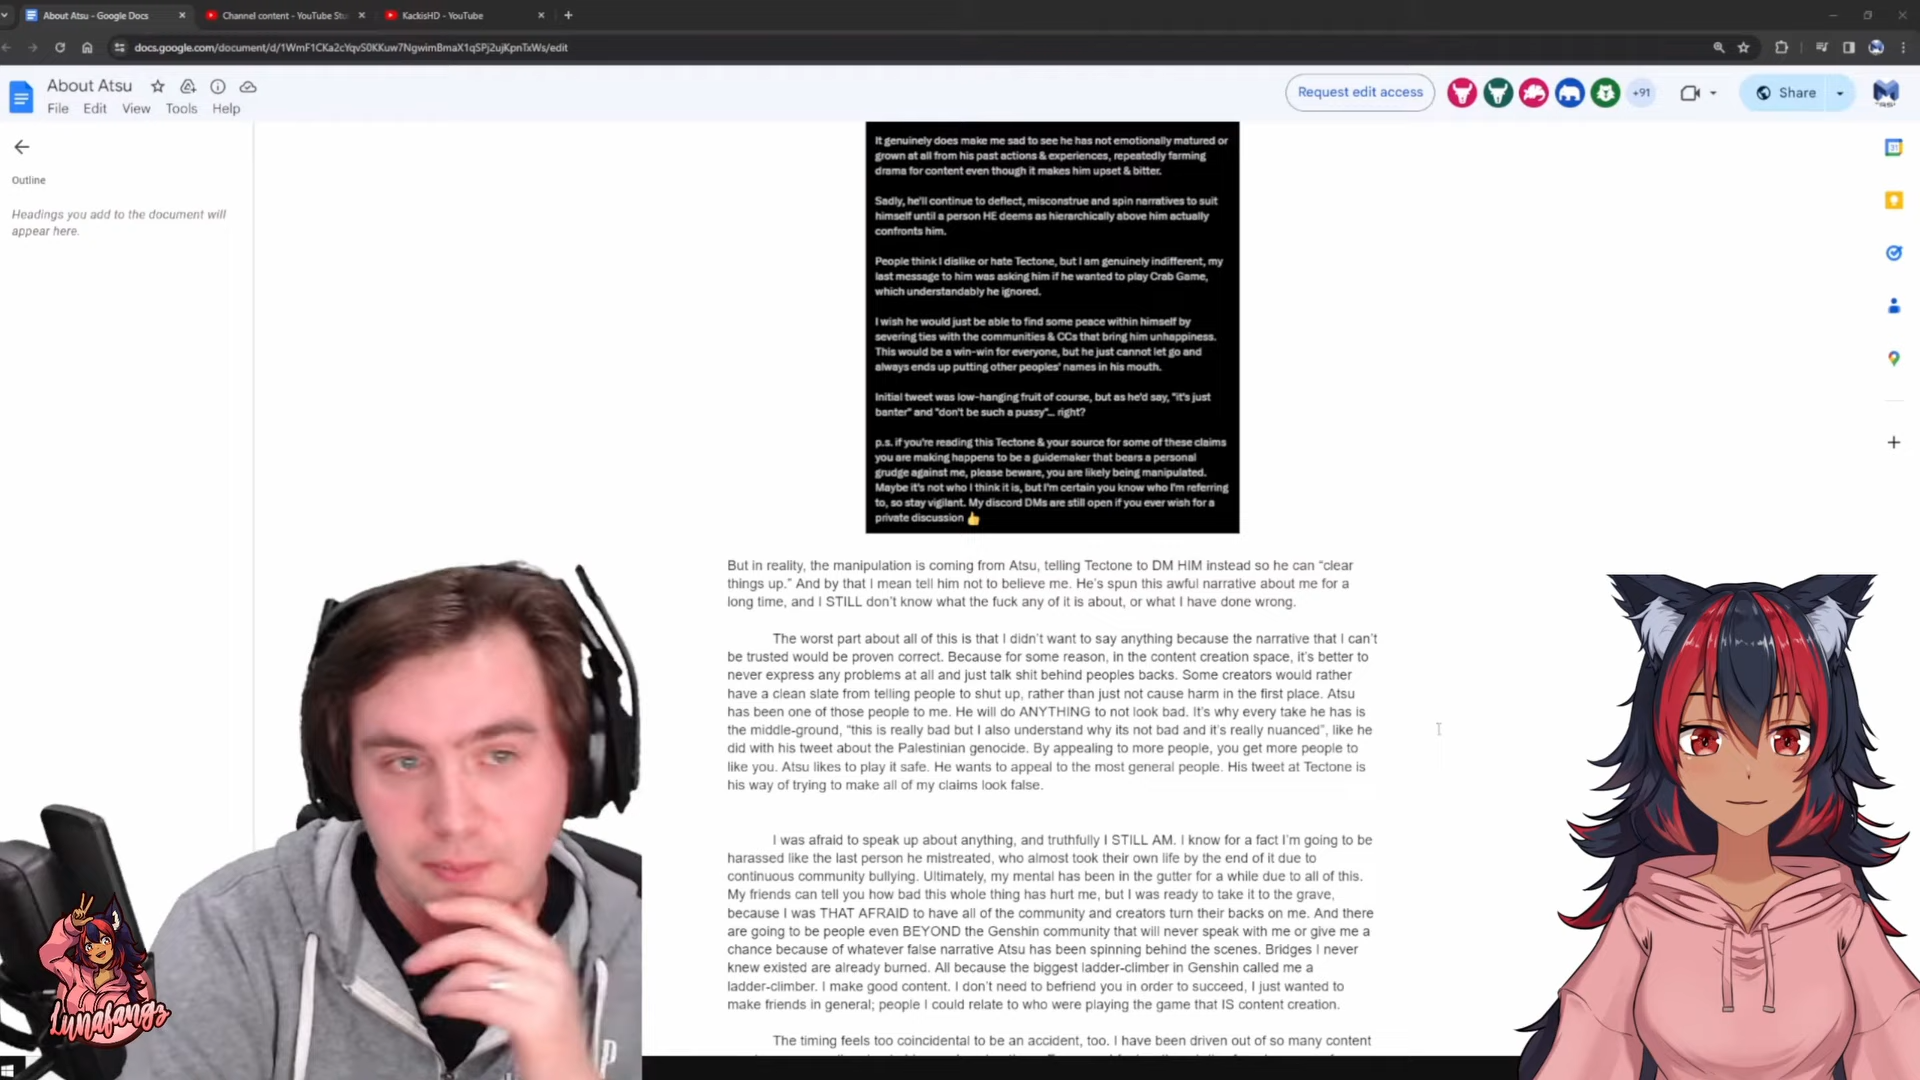 About Atsu - Google Docs
Channel content - YouTube Stu
KackisHD - YouTube
About Atsu
File Edit View Tools Help
Request edit access
+91
Share
Outline
Headings you add to the document will
appear here.
It genuinely does make me sad to see he has not emotionally matured or
grown at all from his past actions & experiences, repeatedly farming
drama for content even though it makes him upset & bitter.
Sadly, he'll continue to deflect, misconstrue and spin narratives to suit
himself until a person HE deems as hierarchically above him actually
confronts him.
People think I dislike or hate Tectone, but I am genuinely indifferent, my
last message to him was asking him if he wanted to play Crab Game,
which understandably he ignored.
I wish he would just be able to find some peace within himself by
severing ties with the communities & CCs that bring him unhappiness.
This would be a win-win for everyone, but he just cannot let go and
always ends up putting other peoples' names in his mouth.
Initial tweet was low-hanging fruit of course, but as he'd say, "it's just
banter" and "don't be such a pussy"... right?
p.s. if you're reading this Tectone & your source for some of these claims
you are making happens to be a guidemaker that bears a personal
grudge against me, please beware, you are likely being manipulated.
Maybe it's not who I think it is, but I'm certain you know who I'm referring
to, so stay vigilant. My discord DMs are still open if you ever wish for a
private discussion 👍
But in reality, the manipulation is coming from Atsu, telling Tectone to DM HIM instead so he can “clear
things up.” And by that I mean tell him not to believe me. He's spun this awful narrative about me for a
long time, and I STILL don't know what the fuck any of it is about, or what I have done wrong.
The worst part about all of this is that I didn't want to say anything because the narrative that I can't
be trusted would be proven correct. Because for some reason, in the content creation space, it's better to
never express any problems at all and just talk shit behind peoples backs. Some creators would rather
have a clean slate from telling people to shut up, rather than just not cause harm in the first place. Atsu
has been one of those people to me. He will do ANYTHING to not look bad. It's why every take he has is
the middle-ground, "this is really bad but I also understand why its not bad and it's really nuanced", like he
did with his tweet about the Palestinian genocide. By appealing to more people, you get more people to
like you. Atsu likes to play it safe. He wants to appeal to the most general people. His tweet at Tectone is
his way of trying to make all of my claims look false.
I was afraid to speak up about anything, and truthfully I STILL AM. I know for a fact I'm going to be
harassed like the last person he mistreated, who almost took their own life by the end of it due to
continuous community bullying. Ultimately, my mental has been in the gutter for a while due to all of this.
My friends can tell you how bad this whole thing has hurt me, but I was ready to take it to the grave,
because I was THAT AFRAID to have all of the community and creators turn their backs on me. And there
are going to be people even BEYOND the Genshin community that will never speak with me or give me a
chance because of whatever false narrative Atsu has been spinning behind the scenes. Bridges I never
knew existed are already burned. All because the biggest ladder-climber in Genshin called me a
ladder-climber. I make good content. I don't need to befriend you in order to succeed, I just wanted to
make friends in general; people I could relate to who were playing the game that IS content creation.
The timing feels too coincidental to be an accident, too. I have been driven out of so many content
Lunafangz